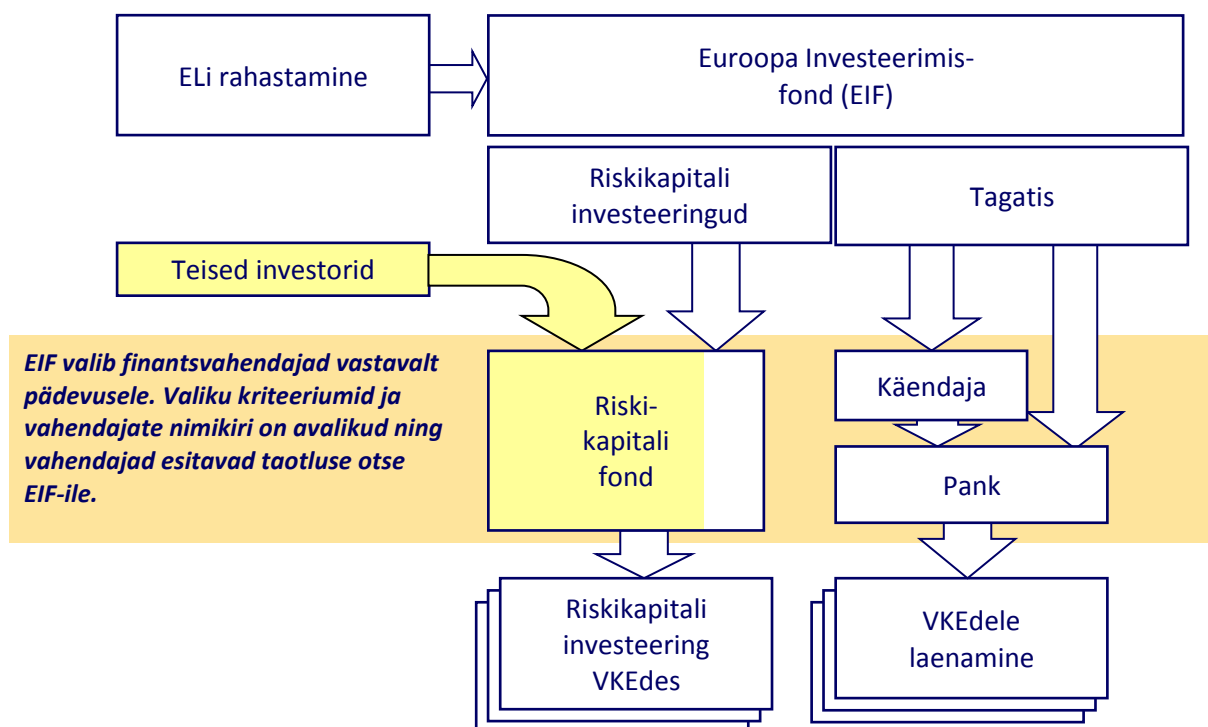 ELi rahastamine
Euroopa Investeerimis-
fond (EIF)
Riskikapitali
investeeringud
Tagatis
Teised investorid
EIF valib finantsvahendajad vastavalt
pädevusele. Valiku kriteeriumid ja
vahendajate nimikiri on avalikud ning
vahendajad esitavad taotluse otse
EIF-ile.
Riski-
kapitali
fond
Käendaja
Pank
Riskikapitali
investeering
VKEdes
VKEdele
laenamine